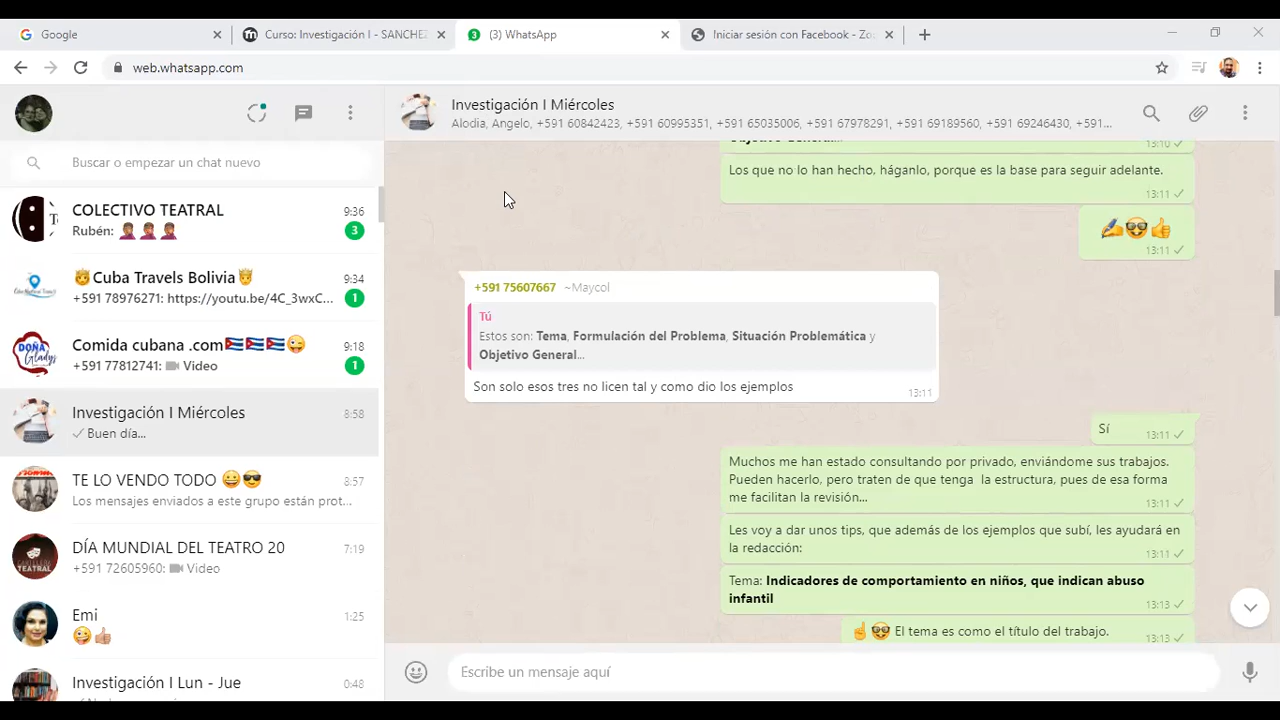 Google
Curso: Investigación I - SANCHEZ
(3) WhatsApp
Iniciar sesión con Facebook - Zo
web.whatsapp.com
Investigación I Miércoles
Alodia, Angelo, +591 60842423, +591 60995351, +591 65035006, +591 67978291, +591 69189560, +591 69246430, +591...
Buscar o empezar un chat nuevo
COLECTIVO TEATRAL
9:36
Rubén: 🙎🏽‍♀️🙎🏽‍♀️🙎🏽‍♀️
3
🤴Cuba Travels Bolivia🤴
9:34
+591 78976271: https://youtu.be/4C_3wxC...
1
Comida cubana .com🇨🇺🇨🇺🇨🇺😜
9:18
+591 77812741: Video
1
Investigación I Miércoles
8:58
Buen día...
TE LO VENDO TODO 😀😎
8:57
Los mensajes enviados a este grupo están prot...
DÍA MUNDIAL DEL TEATRO 20
7:19
+591 72605960: Video
Emi
1:25
🤪👍🏼
Investigación I Lun - Jue
0:48
Objetivo General...
13:10
Los que no lo han hecho, háganlo, porque es la base para seguir adelante.
13:11
✍️🤓👍
13:11
+591 75607667 ~Maycol
Tú
Estos son: Tema, Formulación del Problema, Situación Problemática y
Objetivo General...
Son solo esos tres no licen tal y como dio los ejemplos
13:11
Sí
13:11
Muchos me han estado consultando por privado, enviándome sus trabajos.
Pueden hacerlo, pero traten de que tenga la estructura, pues de esa forma
me facilitan la revisión...
13:11
Les voy a dar unos tips, que además de los ejemplos que subí, les ayudará en
la redacción:
13:11
Tema: Indicadores de comportamiento en niños, que indican abuso
infantil
13:13
☝️🤓 El tema es como el título del trabajo.
13:13
Escribe un mensaje aquí